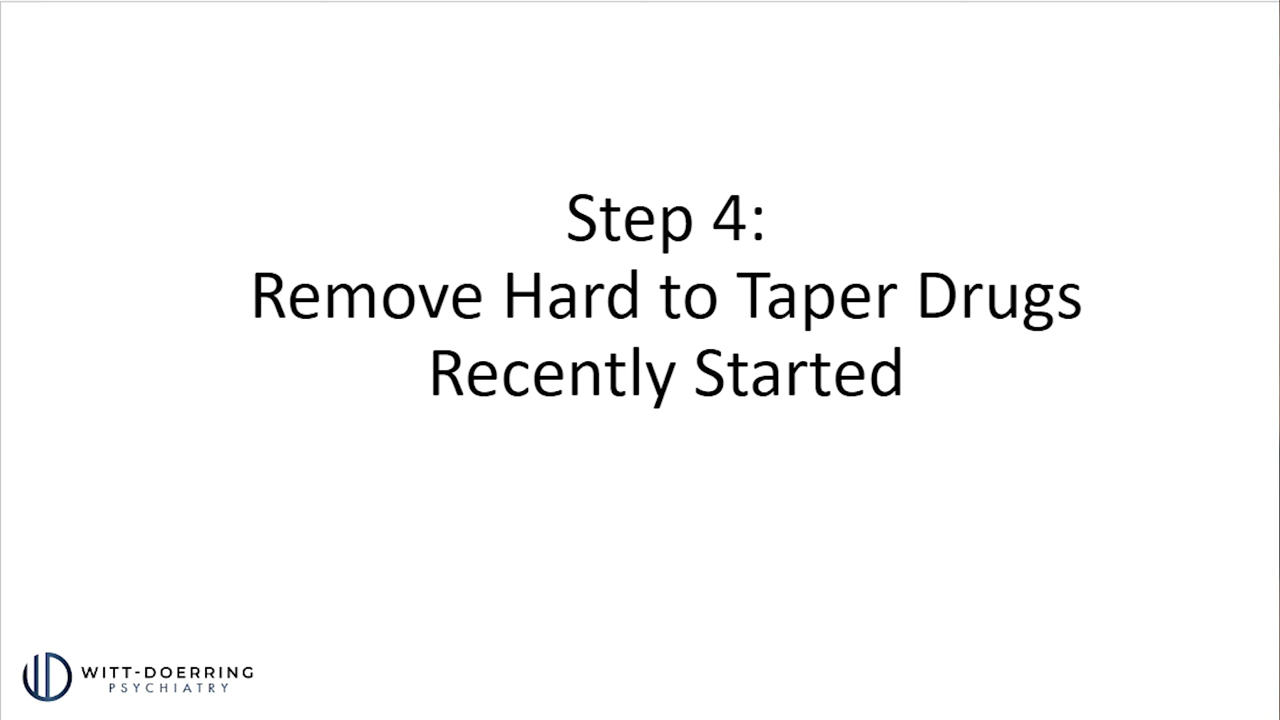 Step 4:
Remove Hard to Taper Drugs
Recently Started
WITT-DOERRING
PSYCHIATRY